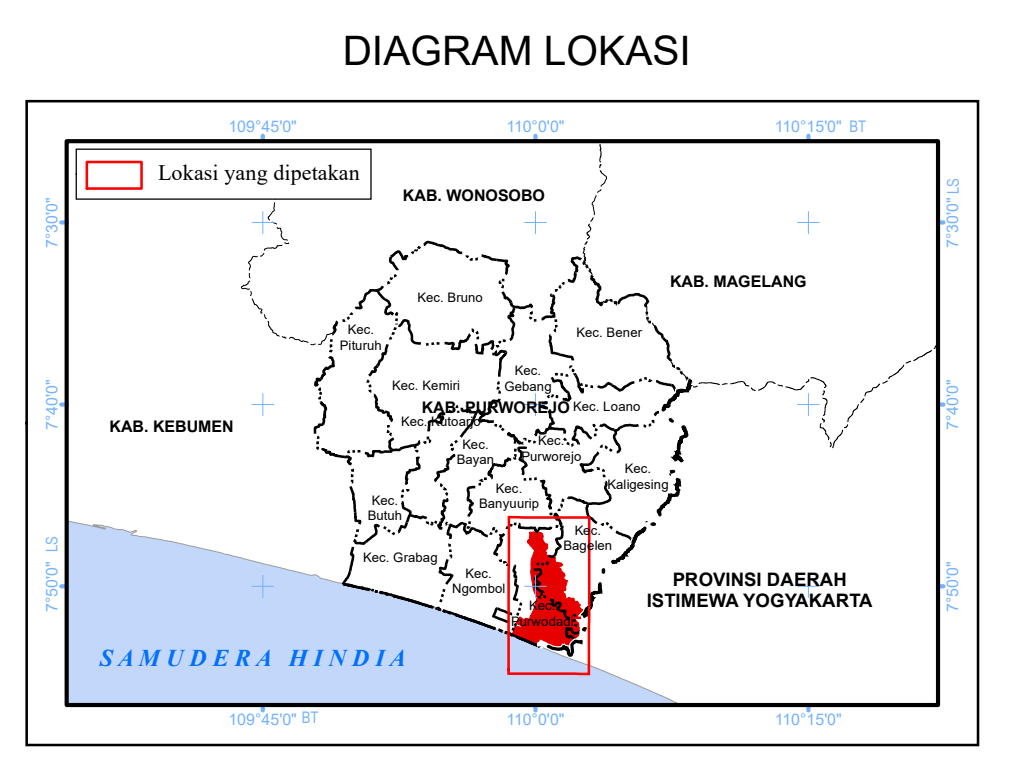 DIAGRAM LOKASI
109°45'0"
110°0'0"
110°15'0" BT
Lokasi yang dipetakan
KAB. WONOSOBO
7°30'0"
7°30'0" LS
KAB. MAGELANG
Kec. Bruno
Kec.
Pituruh
Kec. Bener
Kec.
Gebang
Kec. Kemiri
KAB. PURWOREJO
Kec. Loano
7°40'0"
7°40'0"
KAB. KEBUMEN
Kec. Kutoarjo
Kec.
Bayan
Kec.
Purworejo
Kec.
Kaligesing
Kec.
Banyuurip
Kec.
Butuh
Kec.
Bagelen
Kec. Grabag
Kec.
Ngombol
7°50'0" LS
7°50'0"
PROVINSI DAERAH
ISTIMEWA YOGYAKARTA
Kec.
Purwodadi
SAMUDERA HINDIA
109°45'0" BT
110°0'0"
110°15'0"